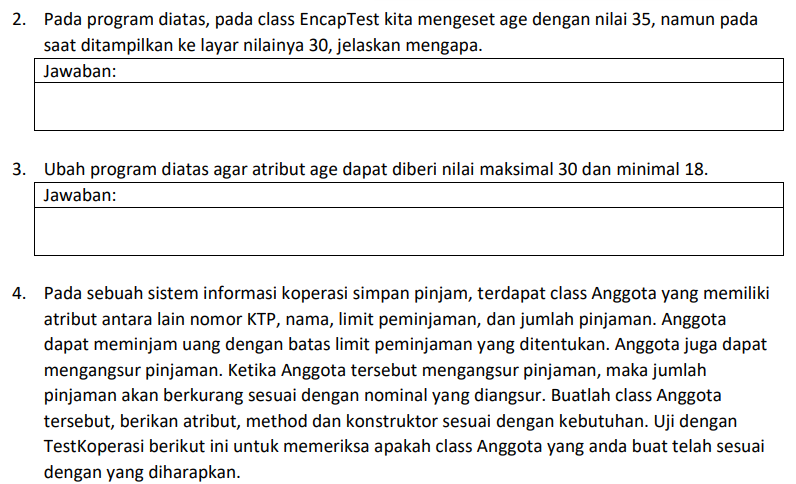 2. Pada program diatas, pada class EncapTest kita mengeset age dengan nilai 35, namun pada
saat ditampilkan ke layar nilainya 30, jelaskan mengapa.
Jawaban:
3. Ubah program diatas agar atribut age dapat diberi nilai maksimal 30 dan minimal 18.
Jawaban:
4. Pada sebuah sistem informasi koperasi simpan pinjam, terdapat class Anggota yang memiliki
atribut antara lain nomor KTP, nama, limit peminjaman, dan jumlah pinjaman. Anggota
dapat meminjam uang dengan batas limit peminjaman yang ditentukan. Anggota juga dapat
mengangsur pinjaman. Ketika Anggota tersebut mengangsur pinjaman, maka jumlah
pinjaman akan berkurang sesuai dengan nominal yang diangsur. Buatlah class Anggota
tersebut, berikan atribut, method dan konstruktor sesuai dengan kebutuhan. Uji dengan
TestKoperasi berikut ini untuk memeriksa apakah class Anggota yang anda buat telah sesuai
dengan yang diharapkan.